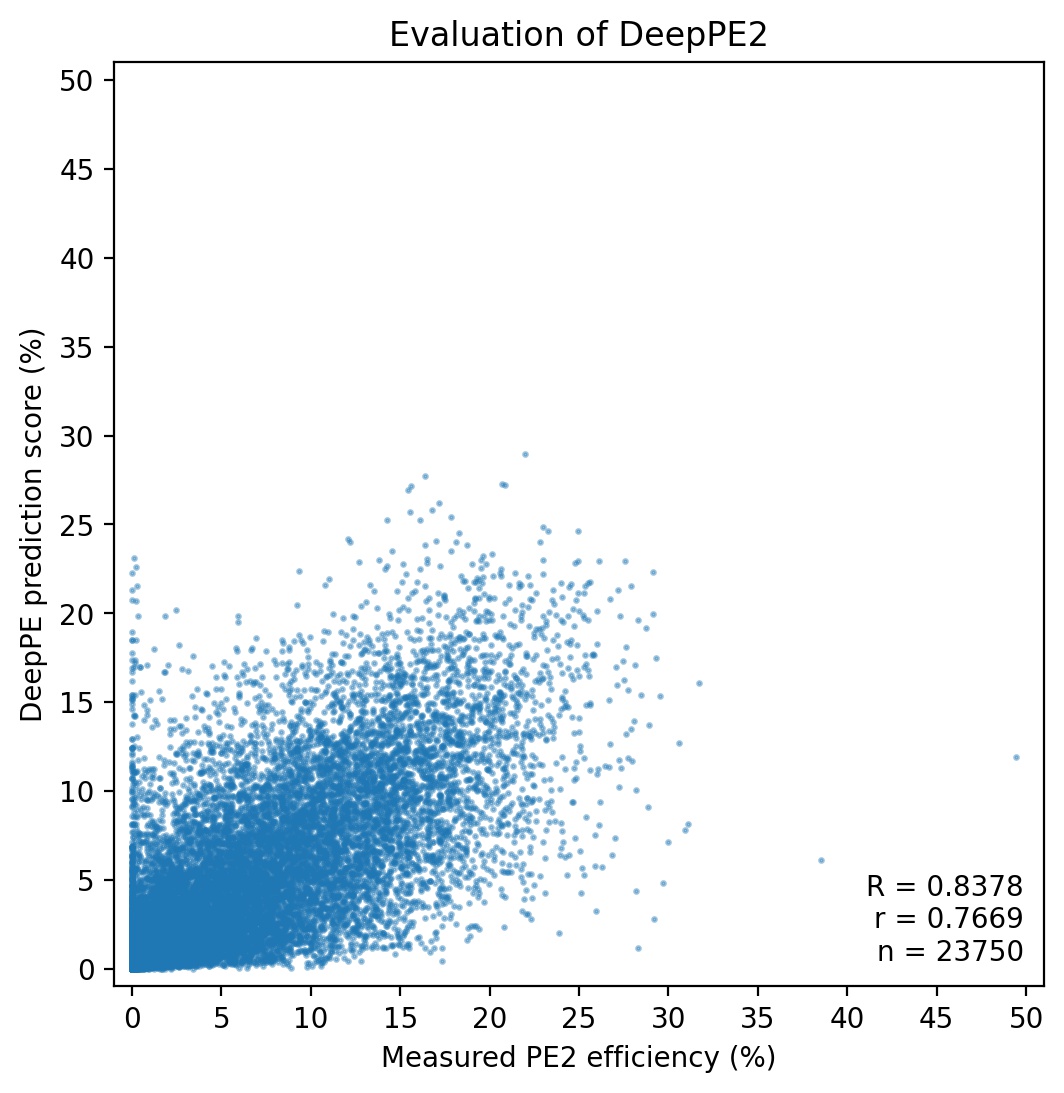 Evaluation of DeepPE2
50
45
40
35
30
25
20
15
10
5
0
DeepPE prediction score (%)
R = 0.8378
r = 0.7669
n = 23750
0 5 10 15 20 25 30 35 40 45 50
Measured PE2 efficiency (%)